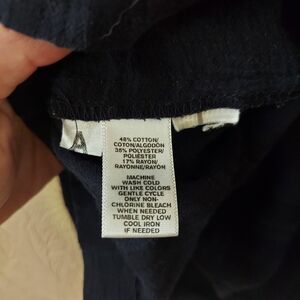 A
48% COTTON/
COTON/ALGODÓN
35% POLYESTER/
POLIÉSTER
17% RAYON/
RAYONNE/RAYÓN
MACHINE
WASH COLD
WITH LIKE COLORS
GENTLE CYCLE
ONLY NON-
CHLORINE BLEACH
WHEN NEEDED
TUMBLE DRY LOW
COOL IRON
IF NEEDED